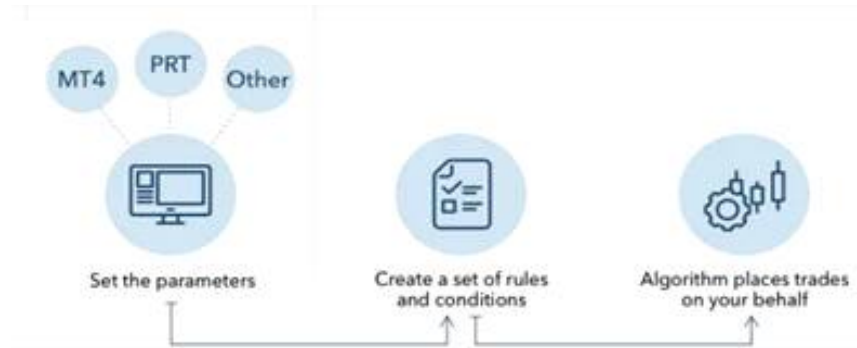 MT4
PRT
Other
Set the parameters
Create a set of rules
and conditions
Algorithm places trades
on your behalf